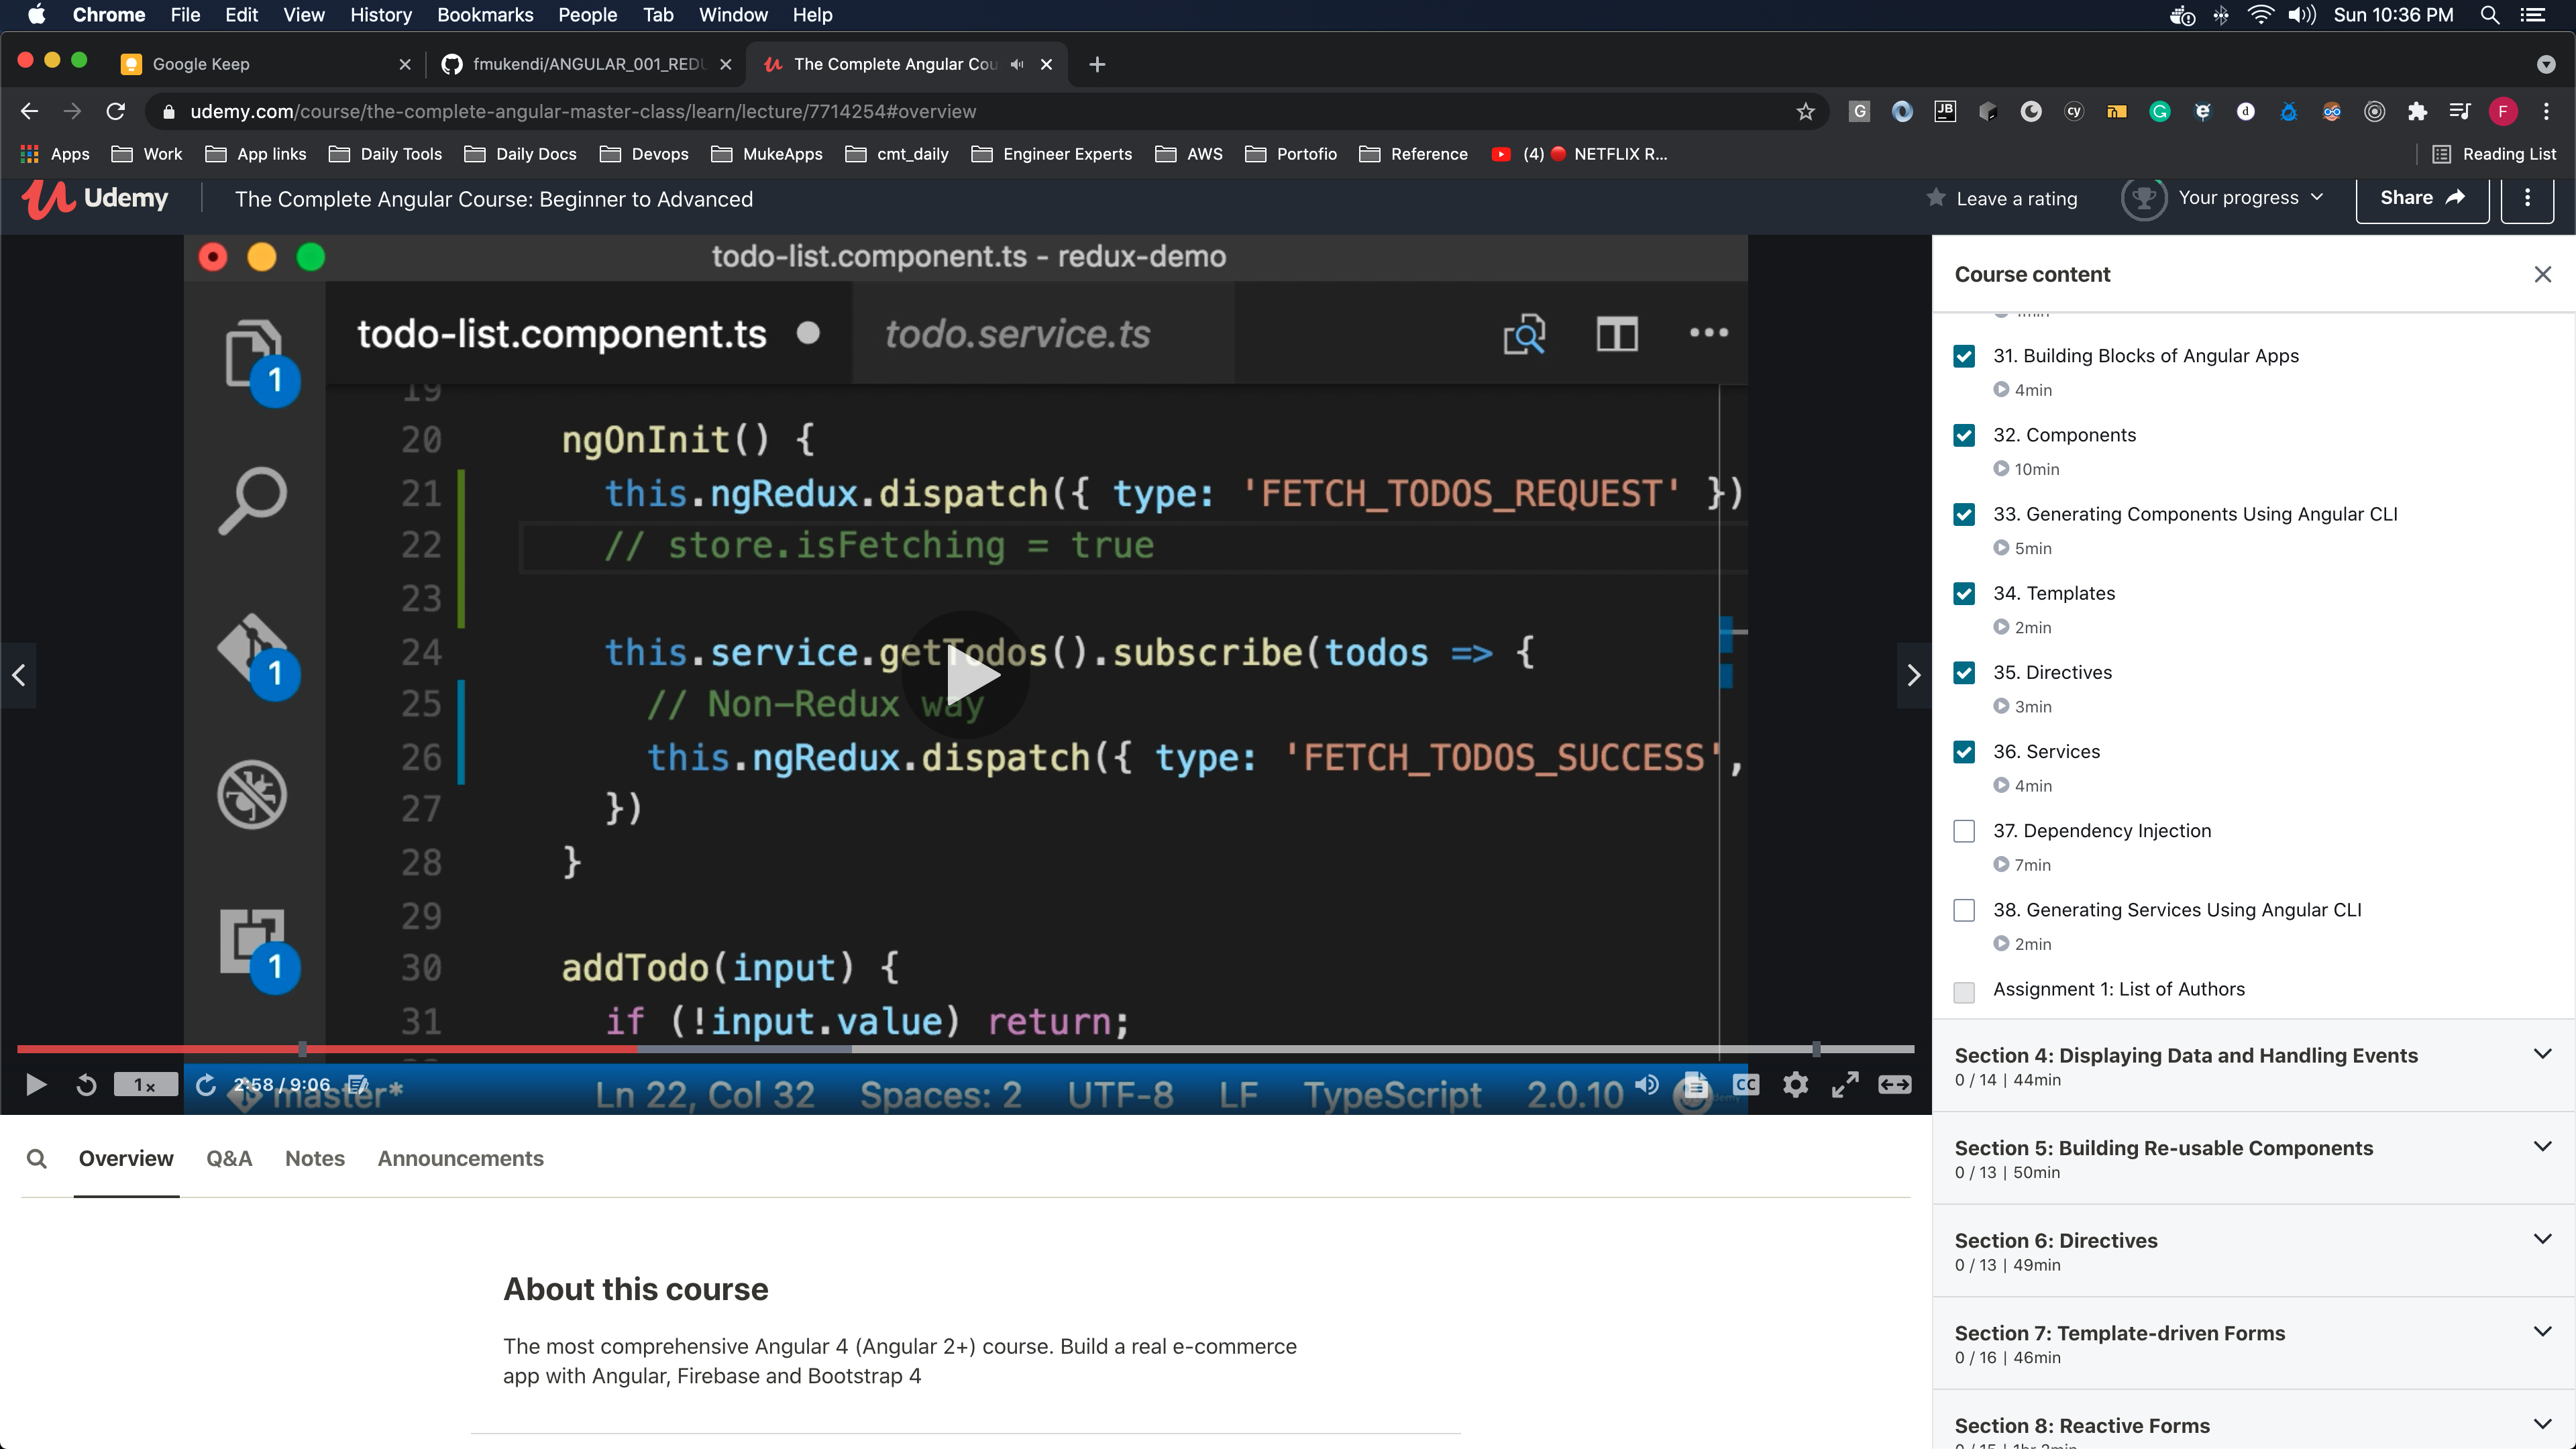 Chrome File Edit View History Bookmarks People Tab Window Help Sun 10:36 PM
Google Keep fmukendi/ANGULAR_001_REDU The Complete Angular Cou
udemy.com/course/the-complete-angular-master-class/learn/lecture/7714254#overview
Apps Work App links Daily Tools Daily Docs Devops MukeApps cmt_daily Engineer Experts AWS Portofio Reference (4) NETFLIX R... Reading List
Udemy The Complete Angular Course: Beginner to Advanced Leave a rating Your progress Share
todo-list.component.ts - redux-demo
todo-list.component.ts todo.service.ts
19
20 ngOnInit() {
21 this.ngRedux.dispatch({ type: 'FETCH_TODOS_REQUEST' })
22 // store.isFetching = true
23
24 this.service.getTodos().subscribe(todos => {
25 // Non-Redux way
26 this.ngRedux.dispatch({ type: 'FETCH_TODOS_SUCCESS',
27 })
28 }
29
30 addTodo(input) {
31 if (!input.value) return;
1
1
1
1x 2:58 / 9:06 CC
master* Ln 22, Col 32 Spaces: 2 UTF-8 LF TypeScript 2.0.10
Overview Q&A Notes Announcements
About this course
The most comprehensive Angular 4 (Angular 2+) course. Build a real e-commerce
app with Angular, Firebase and Bootstrap 4
Course content
31. Building Blocks of Angular Apps
4min
32. Components
10min
33. Generating Components Using Angular CLI
5min
34. Templates
2min
35. Directives
3min
36. Services
4min
37. Dependency Injection
7min
38. Generating Services Using Angular CLI
2min
Assignment 1: List of Authors
Section 4: Displaying Data and Handling Events
0 / 14 | 44min
Section 5: Building Re-usable Components
0 / 13 | 50min
Section 6: Directives
0 / 13 | 49min
Section 7: Template-driven Forms
0 / 16 | 46min
Section 8: Reactive Forms